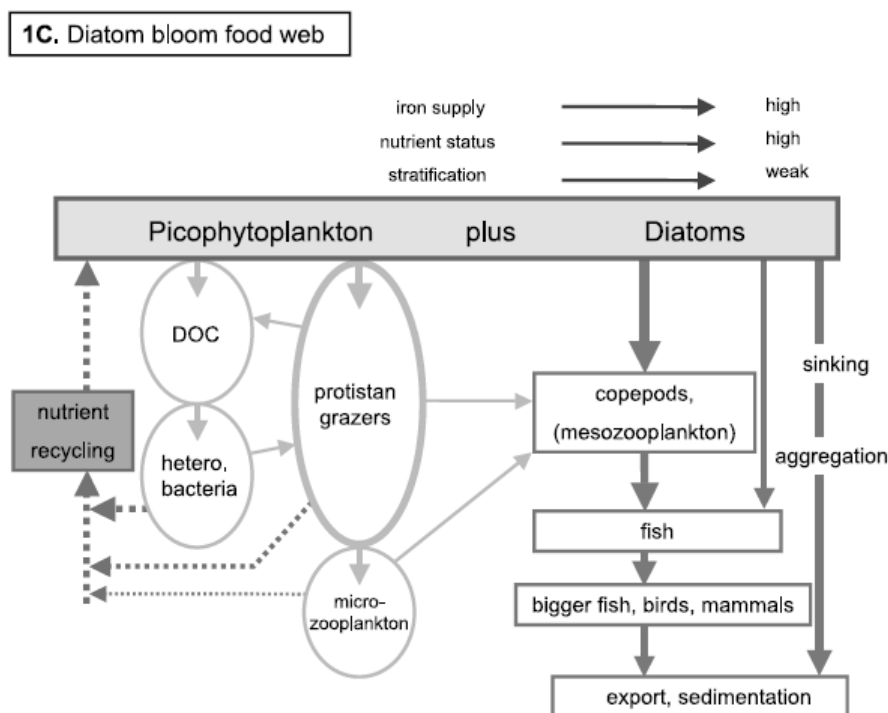 1C. Diatom bloom food web
iron supply high
nutrient status high
stratification weak
Picophytoplankton plus Diatoms
DOC
sinking
protistan
grazers
copepods,
(mesozooplankton)
nutrient
recycling
hetero,
bacteria
aggregation
fish
micro-
zooplankton
bigger fish, birds, mammals
export, sedimentation